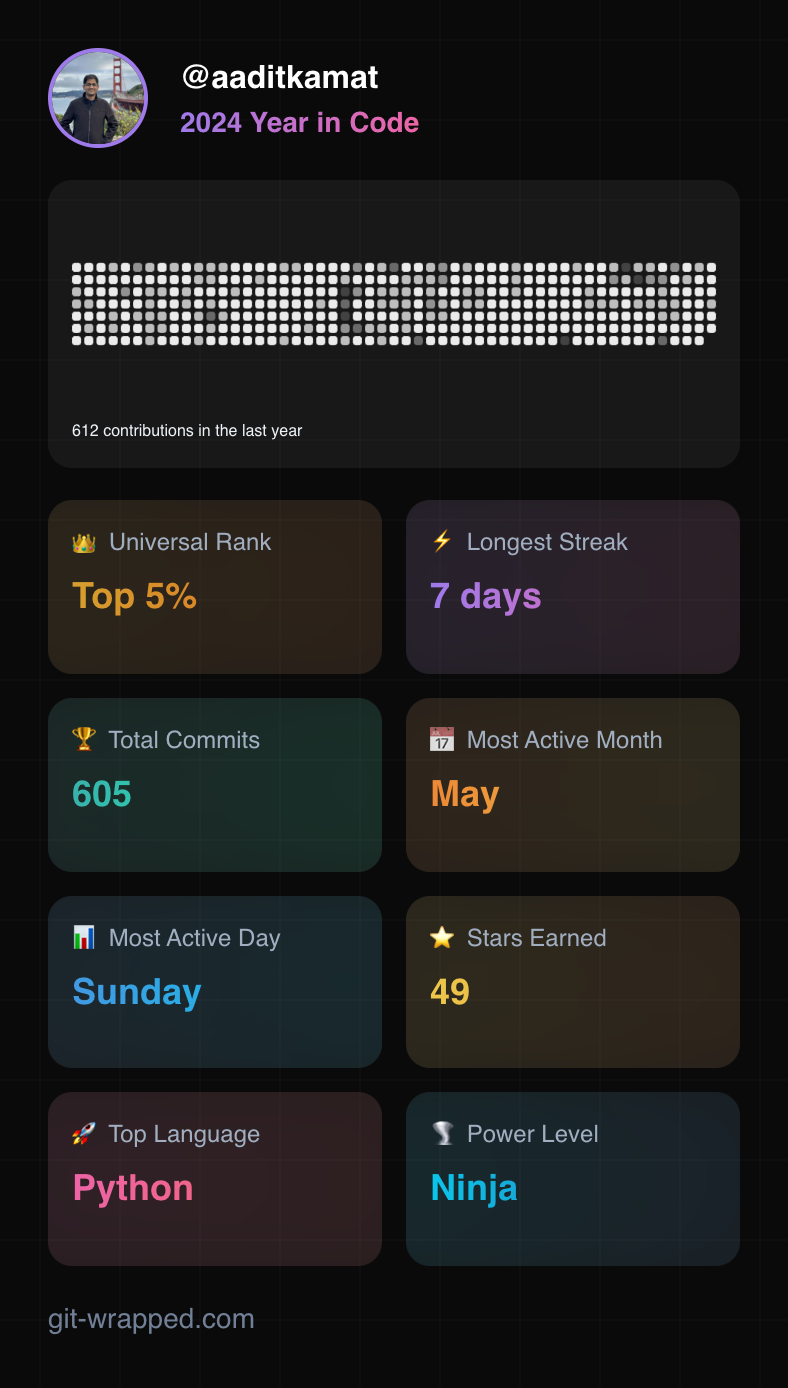 @aaditkamat
2024 Year in Code
612 contributions in the last year
Universal Rank
Top 5%
Longest Streak
7 days
Total Commits
605
17
Most Active Month
May
Most Active Day
Sunday
Stars Earned
49
Top Language
Python
Power Level
Ninja
git-wrapped.com